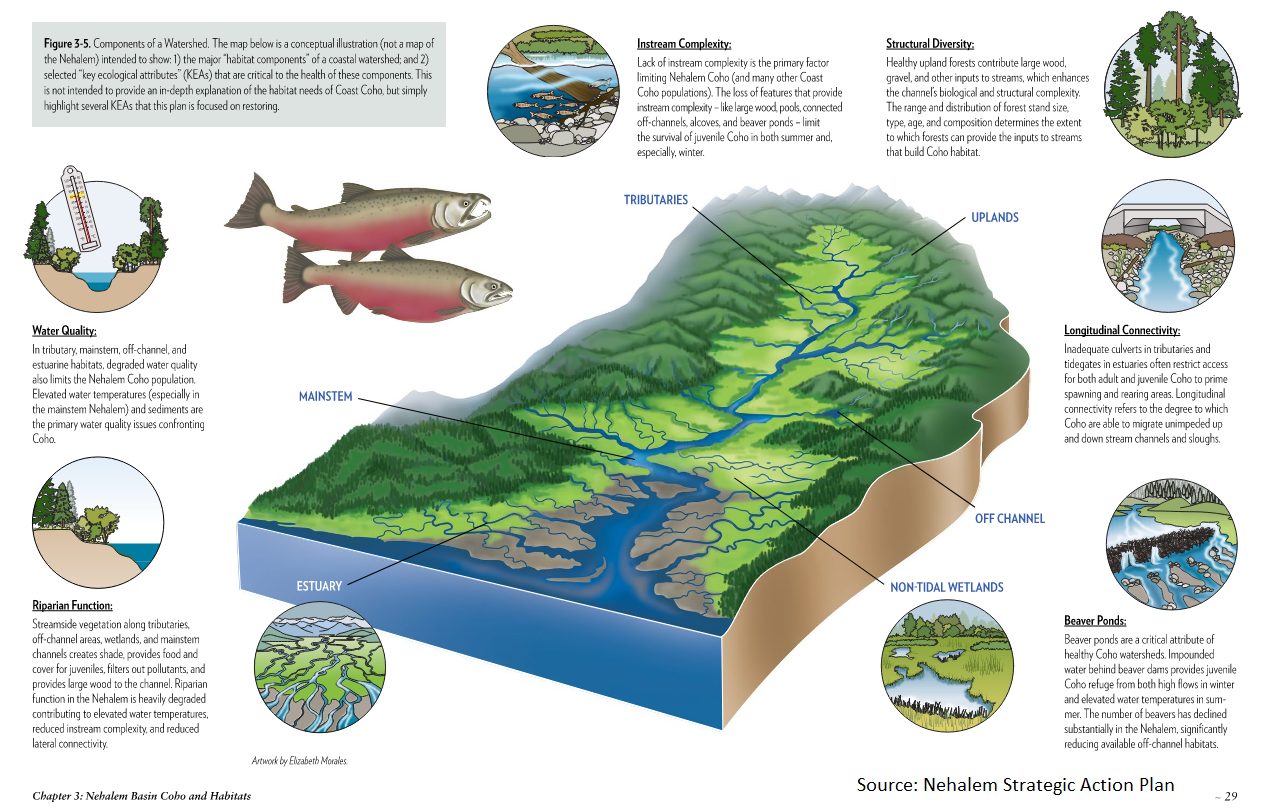 Figure 3-5. Components of a Watershed. The map below is a conceptual illustration (not a map of
the Nehalem) intended to show: 1) the major "habitat components" of a coastal watershed; and 2)
selected "key ecological attributes" (KEAs) that are critical to the health of these components. This
is not intended to provide an in-depth explanation of the habitat needs of Coast Coho, but simply
highlight several KEAs that this plan is focused on restoring.
Instream Complexity:
Lack of instream complexity is the primary factor
limiting Nehalem Coho (and many other Coast
Coho populations). The loss of features that provide
instream complexity – like large wood, pools, connected
off-channels, alcoves, and beaver ponds – limit
the survival of juvenile Coho in both summer and,
especially, winter.
Structural Diversity:
Healthy upland forests contribute large wood,
gravel, and other inputs to streams, which enhances
the channel's biological and structural complexity.
The range and distribution of forest stand size,
type, age, and composition determines the extent
to which forests can provide the inputs to streams
that build Coho habitat.
TRIBUTARIES
UPLANDS
Water Quality:
In tributary, mainstem, off-channel, and
estuarine habitats, degraded water quality
also limits the Nehalem Coho population.
Elevated water temperatures (especially in
the mainstem Nehalem) and sediments are
the primary water quality issues confronting
Coho.
Longitudinal Connectivity:
Inadequate culverts in tributaries and
tidegates in estuaries often restrict access
for both adult and juvenile Coho to prime
spawning and rearing areas. Longitudinal
connectivity refers to the degree to which
Coho are able to migrate unimpeded up
and down stream channels and sloughs.
MAINSTEM
OFF CHANNEL
ESTUARY
NON-TIDAL WETLANDS
Riparian Function:
Streamside vegetation along tributaries,
off-channel areas, wetlands, and mainstem
channels creates shade, provides food and
cover for juveniles, filters out pollutants, and
provides large wood to the channel. Riparian
function in the Nehalem is heavily degraded
contributing to elevated water temperatures,
reduced instream complexity, and reduced
lateral connectivity.
Beaver Ponds:
Beaver ponds are a critical attribute of
healthy Coho watersheds. Impounded
water behind beaver dams provides juvenile
Coho refuge from both high flows in winter
and elevated water temperatures in sum-
mer. The number of beavers has declined
substantially in the Nehalem, significantly
reducing available off-channel habitats.
Artwork by Elizabeth Morales.
Chapter 3: Nehalem Basin Coho and Habitats
Source: Nehalem Strategic Action Plan
~ 29